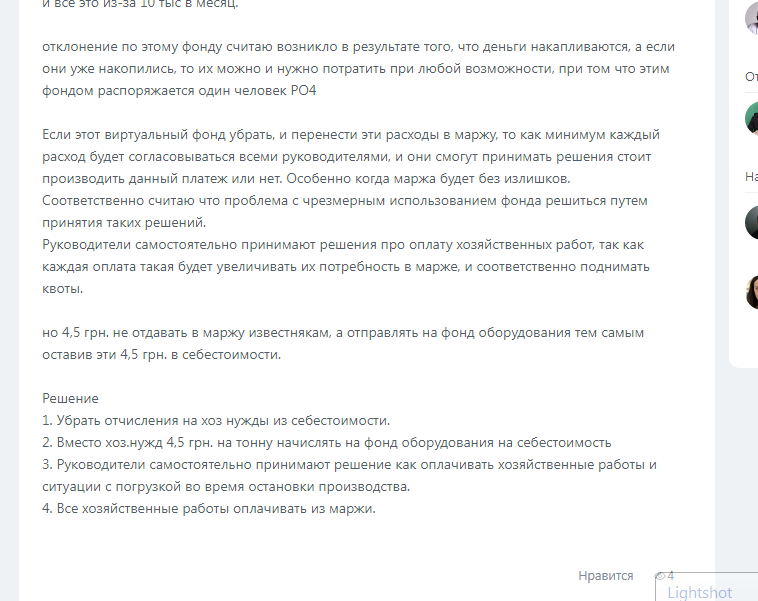 и все это из-за 10 тыс в месяц.
отклонение по этому фонду считаю возникло в результате того, что деньги накапливаются, а если
они уже накопились, то их можно и нужно потратить при любой возможности, при том что этим
фондом распоряжается один человек РО4
Если этот виртуальный фонд убрать, и перенести эти расходы в маржу, то как минимум каждый
расход будет согласовываться всеми руководителями, и они смогут принимать решения стоит
производить данный платеж или нет. Особенно когда маржа будет без излишков.
Соответственно считаю что проблема с чрезмерным использованием фонда решиться путем
принятия таких решений.
Руководители самостоятельно принимают решения про оплату хозяйственных работ, так как
каждая оплата такая будет увеличивать их потребность в марже, и соответственно поднимать
квоты.
но 4,5 грн. не отдавать в маржу известнякам, а отправлять на фонд оборудования тем самым
оставив эти 4,5 грн. в себестоимости.
Решение
1. Убрать отчисления на хоз нужды из себестоимости.
2. Вместо хоз.нужд 4,5 грн. на тонну начислять на фонд оборудования на себестоимость
3. Руководители самостоятельно принимают решение как оплачивать хозяйственные работы и
ситуации с погрузкой во время остановки производства.
4. Все хозяйственные работы оплачивать из маржи.
Нравится 4
Lightshot
От
На